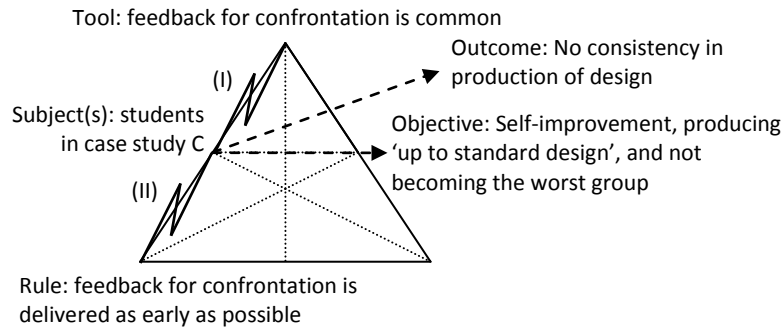 Tool: feedback for confrontation is common
Outcome: No consistency in
production of design
(I)
Subject(s): students
in case study C
Objective: Self-improvement, producing
‘up to standard design’, and not
becoming the worst group
(II)
Rule: feedback for confrontation is
delivered as early as possible